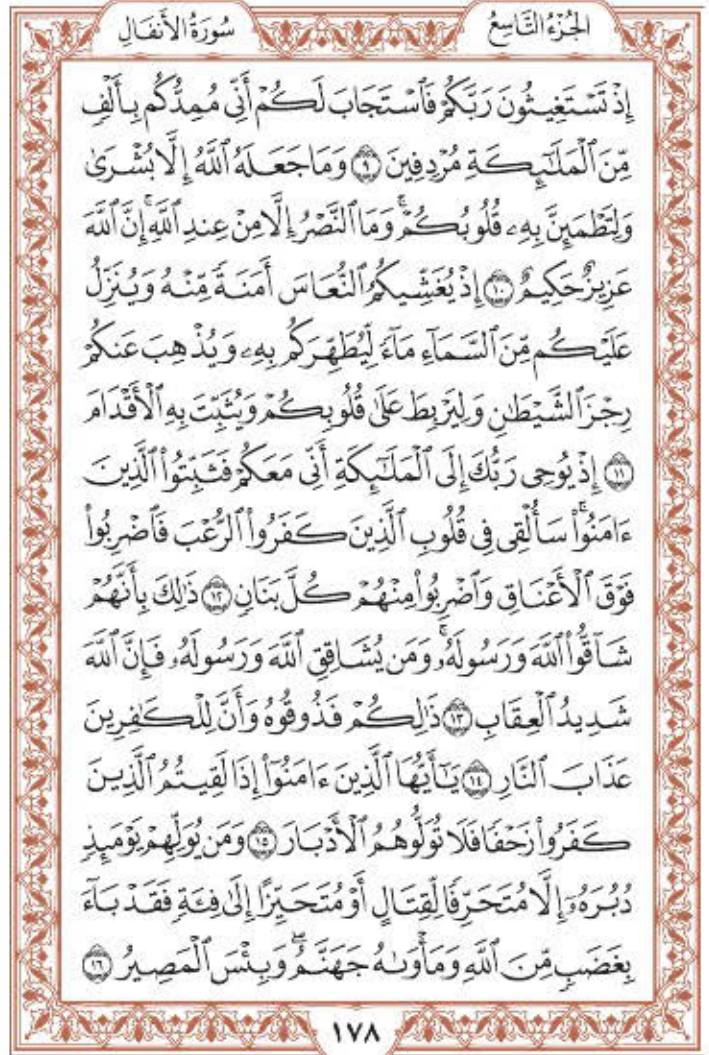 الجُزْءُ التَّاسِعُ
سُورَةُ الأَنفَالِ
إِذْ تَسْتَغِيثُونَ رَبَّكُمْ فَٱسْتَجَابَ لَكُمْ أَنِّي مُمِدُّكُم بِأَلْفٍ
مِّنَ ٱلْمَلَٰٓئِكَةِ مُرْدِفِينَ ۝٩ وَمَا جَعَلَهُ ٱللَّهُ إِلَّا بُشْرَىٰ
وَلِتَطْمَئِنَّ بِهِۦ قُلُوبُكُمْۚ وَمَا ٱلنَّصْرُ إِلَّا مِنْ عِندِ ٱللَّهِۚ إِنَّ ٱللَّهَ
عَزِيزٌ حَكِيمٌ ۝١٠ إِذْ يُغَشِّيكُمُ ٱلنُّعَاسَ أَمَنَةً مِّنْهُ وَيُنَزِّلُ
عَلَيْكُم مِّنَ ٱلسَّمَآءِ مَآءً لِّيُطَهِّرَكُم بِهِۦ وَيُذْهِبَ عَنكُمْ
رِجْزَ ٱلشَّيْطَٰنِ وَلِيَرْبِطَ عَلَىٰ قُلُوبِكُمْ وَيُثَبِّتَ بِهِ ٱلْأَقْدَامَ
۝١١ إِذْ يُوحِي رَبُّكَ إِلَى ٱلْمَلَٰٓئِكَةِ أَنِّي مَعَكُمْ فَثَبِّتُوا۟ ٱلَّذِينَ
ءَامَنُوا۟ۚ سَأُلْقِي فِي قُلُوبِ ٱلَّذِينَ كَفَرُوا۟ ٱلرُّعْبَ فَٱضْرِبُوا۟
فَوْقَ ٱلْأَعْنَاقِ وَٱضْرِبُوا۟ مِنْهُمْ كُلَّ بَنَانٍ ۝١٢ ذَٰلِكَ بِأَنَّهُمْ
شَآقُّوا۟ ٱللَّهَ وَرَسُولَهُۥۚ وَمَن يُشَاقِقِ ٱللَّهَ وَرَسُولَهُۥ فَإِنَّ ٱللَّهَ
شَدِيدُ ٱلْعِقَابِ ۝١٣ ذَٰلِكُمْ فَذُوقُوهُ وَأَنَّ لِلْكَٰفِرِينَ
عَذَابَ ٱلنَّارِ ۝١٤ يَٰٓأَيُّهَا ٱلَّذِينَ ءَامَنُوٓا۟ إِذَا لَقِيتُمُ ٱلَّذِينَ
كَفَرُوا۟ زَحْفًا فَلَا تُوَلُّوهُمُ ٱلْأَدْبَارَ ۝١٥ وَمَن يُوَلِّهِمْ يَوْمَئِذٍ
دُبُرَهُۥٓ إِلَّا مُتَحَرِّفًا لِّقِتَالٍ أَوْ مُتَحَيِّزًا إِلَىٰ فِئَةٍ فَقَدْ بَآءَ
بِغَضَبٍ مِّنَ ٱللَّهِ وَمَأْوَىٰهُ جَهَنَّمُۖ وَبِئْسَ ٱلْمَصِيرُ ۝١٦
١٧٨